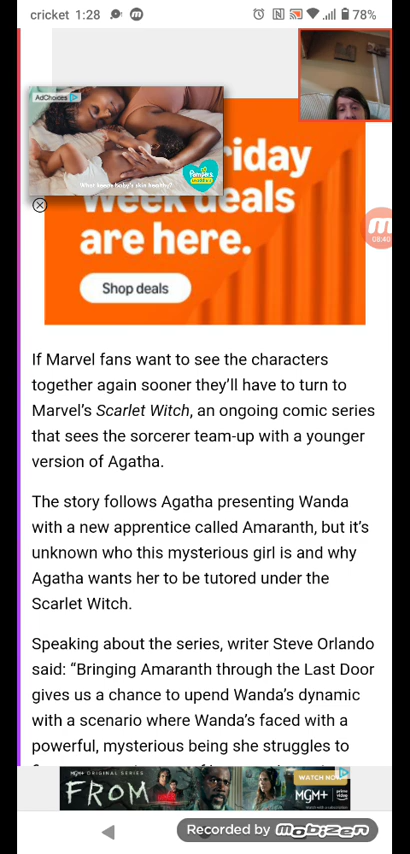 cricket 1:28
78%
AdChoices
What keeps baby's skin healthy?
Pampers
riday
Week deals
are here.
Shop deals
m
08:40
If Marvel fans want to see the characters
together again sooner they'll have to turn to
Marvel's Scarlet Witch, an ongoing comic series
that sees the sorcerer team-up with a younger
version of Agatha.
The story follows Agatha presenting Wanda
with a new apprentice called Amaranth, but it's
unknown who this mysterious girl is and why
Agatha wants her to be tutored under the
Scarlet Witch.
Speaking about the series, writer Steve Orlando
said: “Bringing Amaranth through the Last Door
gives us a chance to upend Wanda's dynamic
with a scenario where Wanda's faced with a
powerful, mysterious being she struggles to
MGM+ ORIGINAL SERIES
FROM
WATCH NOW
MGM+
prime video
Recorded by mobizen